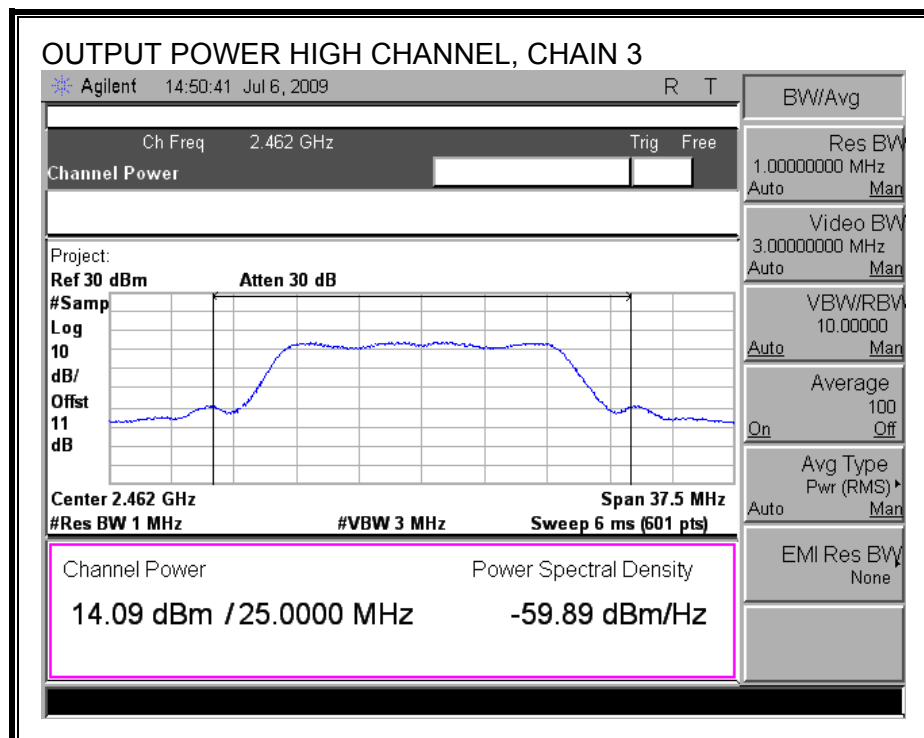 OUTPUT POWER HIGH CHANNEL, CHAIN 3
Agilent 14:50:41 Jul 6, 2009 R T
Ch Freq 2.462 GHz Trig Free
Channel Power
Project:
Ref 30 dBm Atten 30 dB
#Samp
Log
10
dB/
Offst
11
dB
Center 2.462 GHz Span 37.5 MHz
#Res BW 1 MHz #VBW 3 MHz Sweep 6 ms (601 pts)
Channel Power Power Spectral Density
14.09 dBm / 25.0000 MHz -59.89 dBm/Hz
BW/Avg
Res BW
1.00000000 MHz
Auto Man
Video BW
3.00000000 MHz
Auto Man
VBW/RBW
10.00000
Auto Man
Average
100
On Off
Avg Type
Pwr (RMS)
Auto Man
EMI Res BW
None